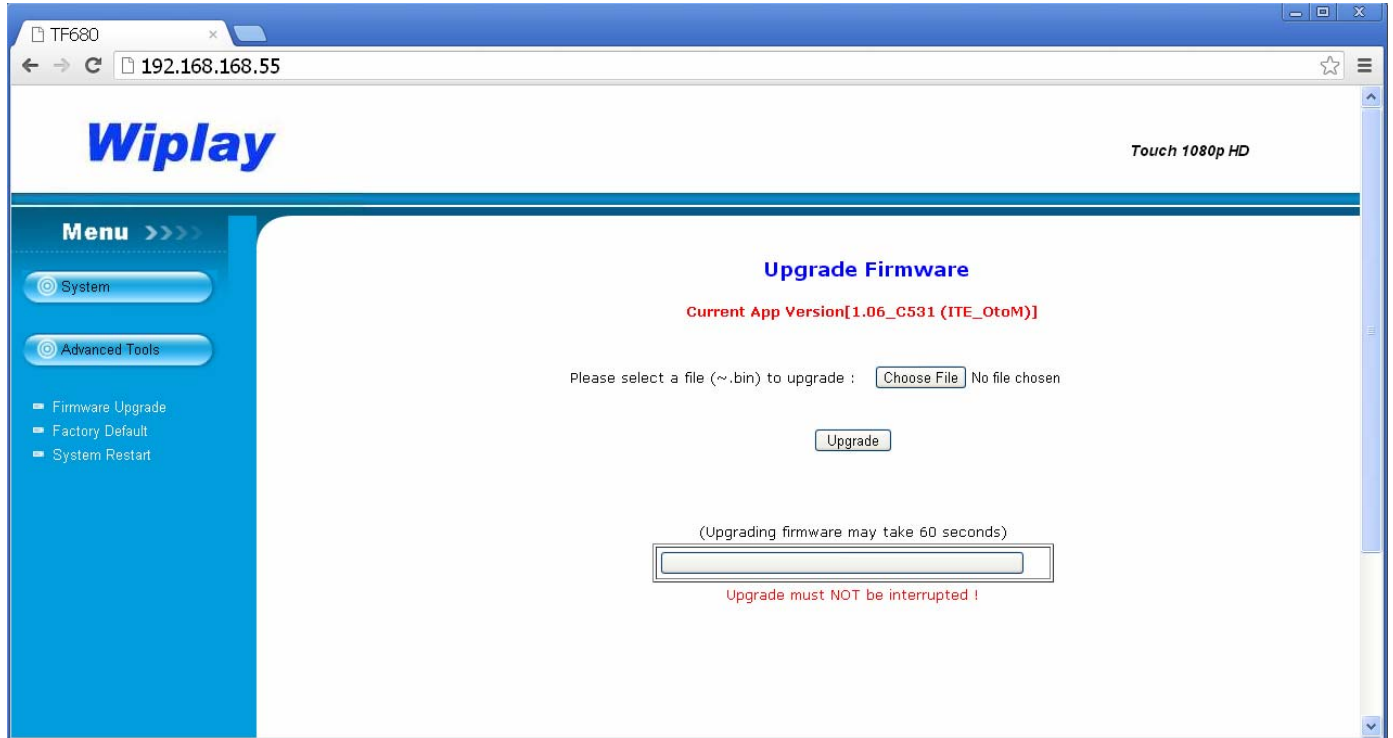 TF680
192.168.168.55
Wiplay
Touch 1080p HD
Menu
System
Advanced Tools
Firmware Upgrade
Factory Default
System Restart
Upgrade Firmware
Current App Version[1.06_C531 (ITE_OtoM)]
Please select a file (~.bin) to upgrade : Choose File No file chosen
Upgrade
(Upgrading firmware may take 60 seconds)
Upgrade must NOT be interrupted !